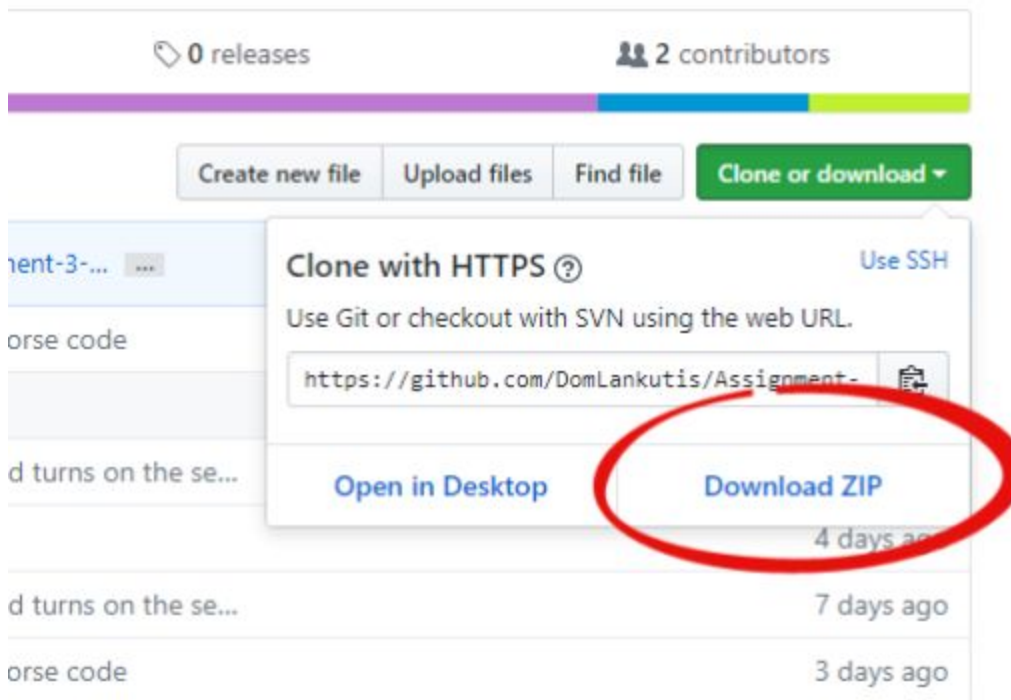 0 releases
2 contributors
Create new file Upload files Find file Clone or download
ent-3-... ...
Clone with HTTPS ? Use SSH
Use Git or checkout with SVN using the web URL.
orse code
https://github.com/DomLankutis/Assignment-
d turns on the se...
Open in Desktop Download ZIP
4 days ago
d turns on the se... 7 days ago
orse code 3 days ago